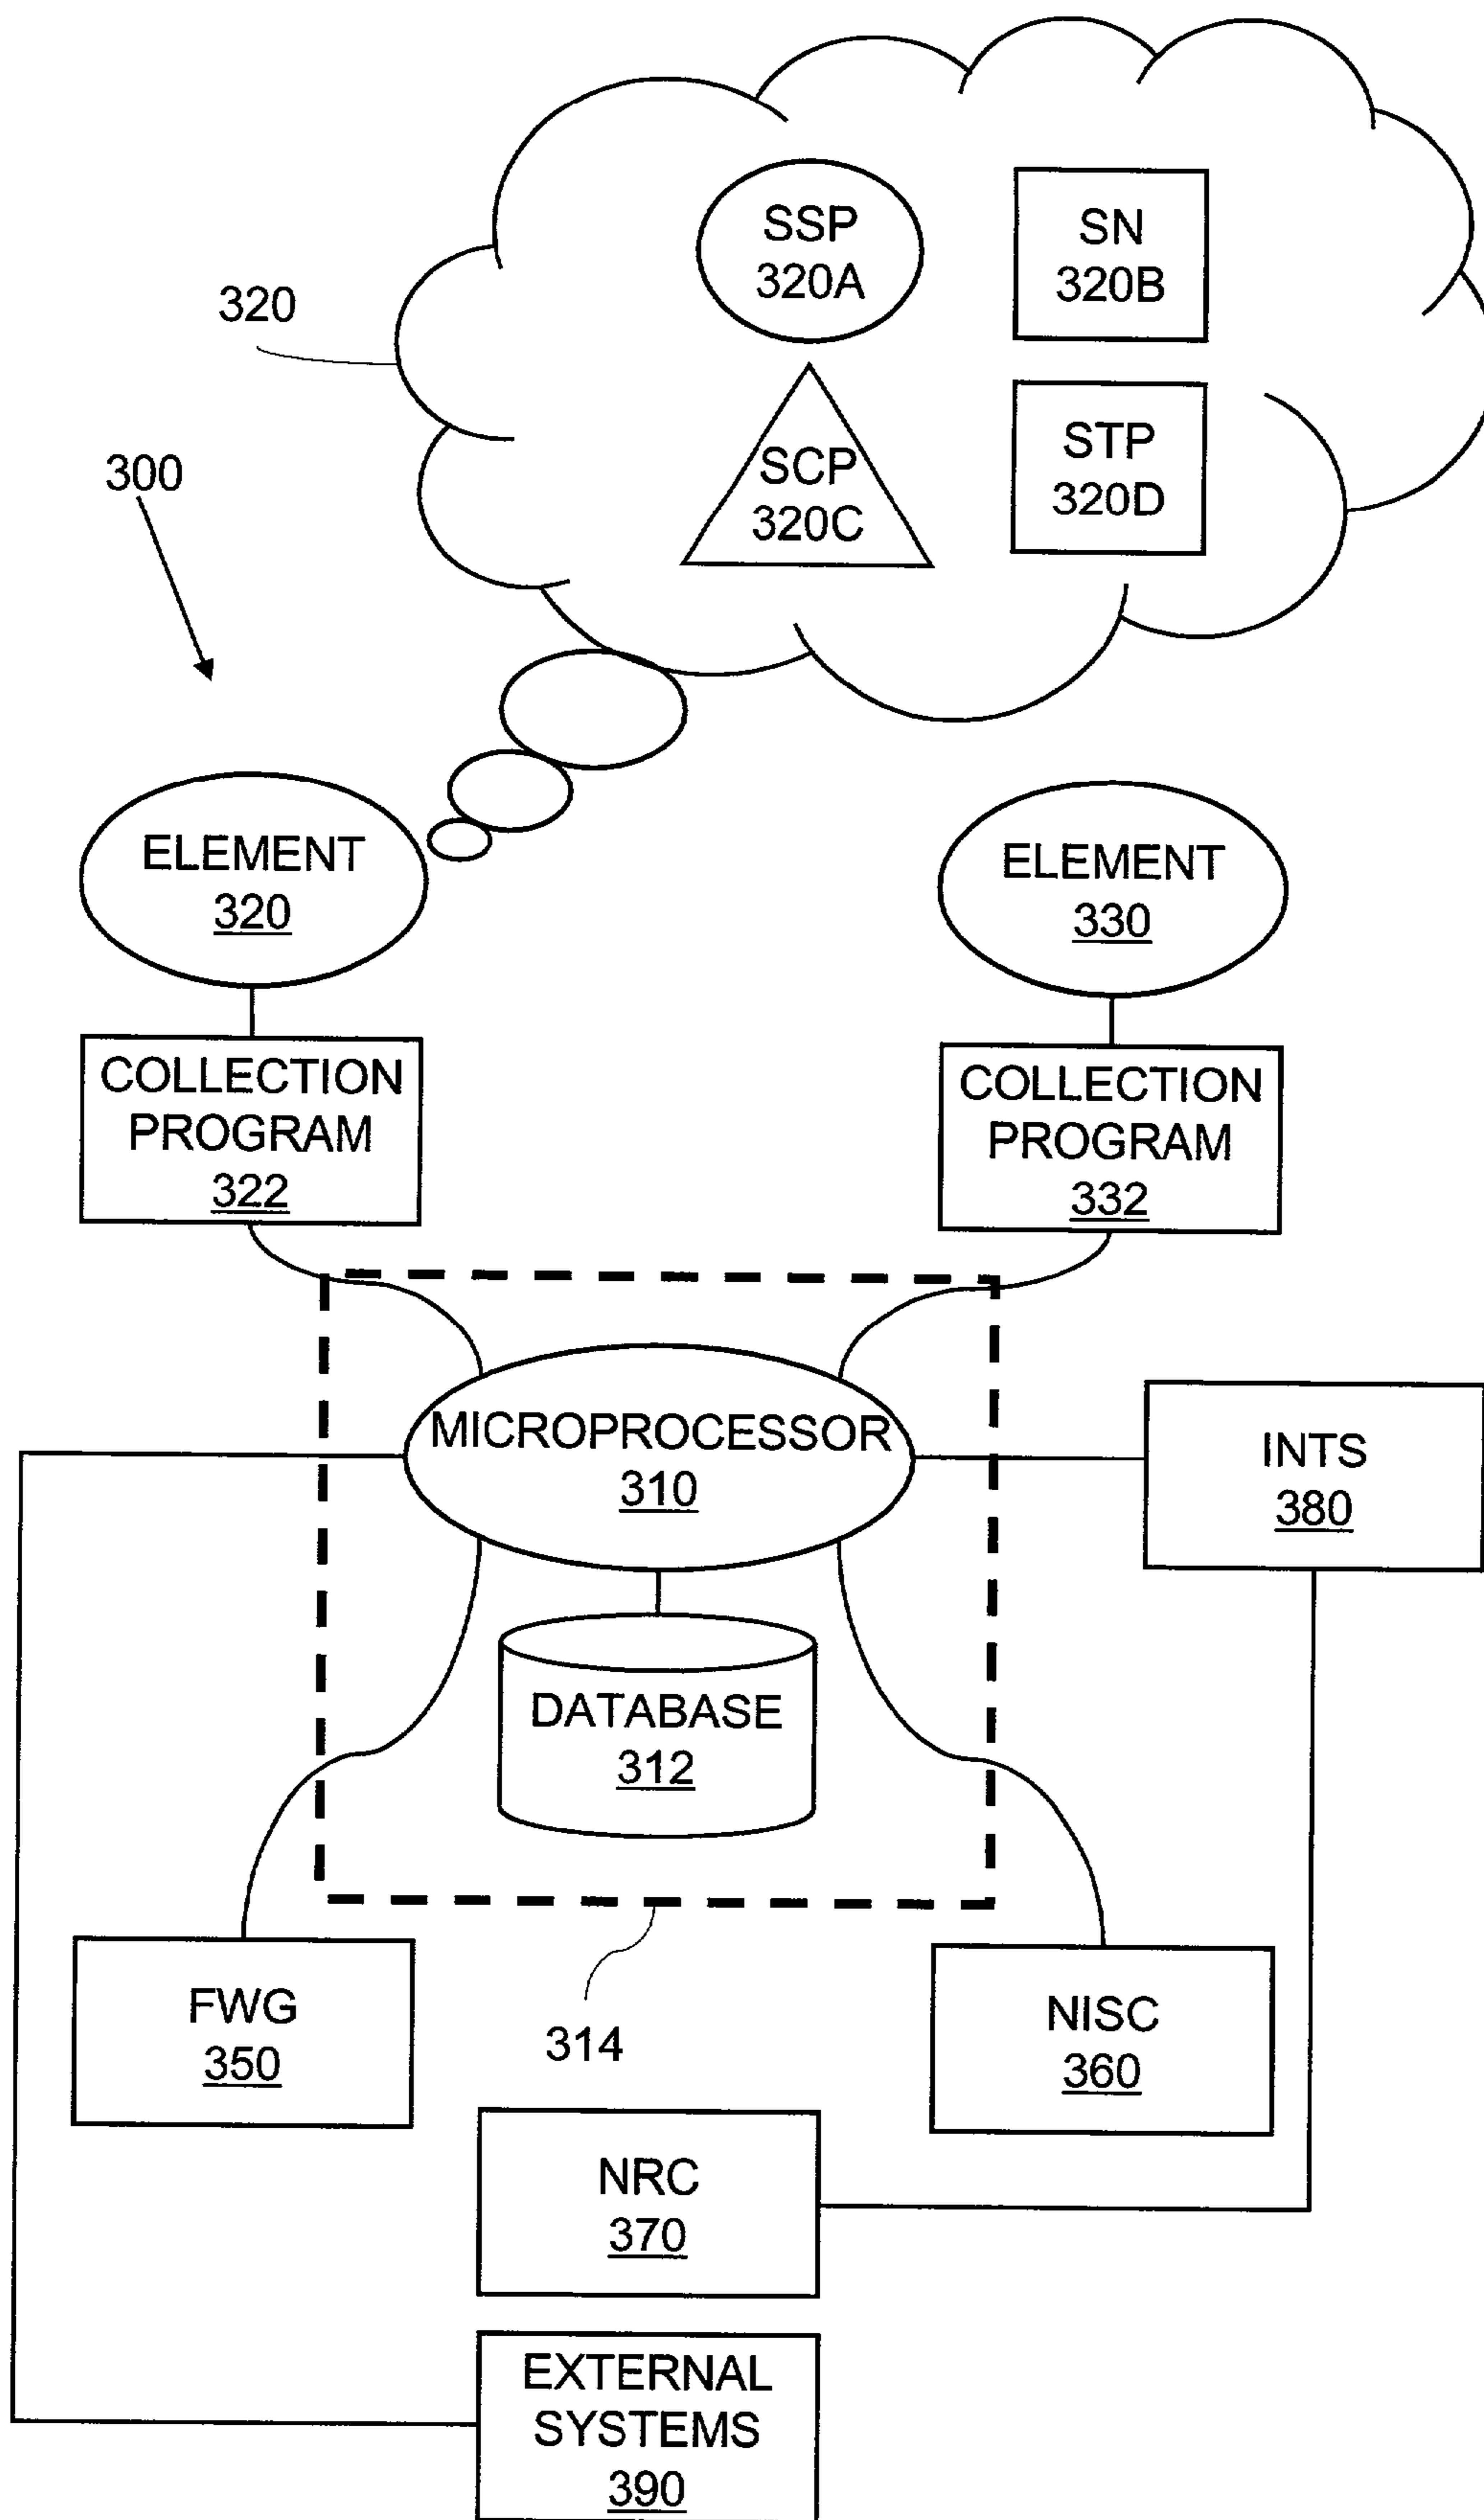 SSP
320A
SN
320B
320
SCP
320C
STP
320D
300
ELEMENT
320
ELEMENT
330
COLLECTION
PROGRAM
322
COLLECTION
PROGRAM
332
MICROPROCESSOR
310
INTS
380
DATABASE
312
FWG
350
314
NISC
360
NRC
370
EXTERNAL
SYSTEMS
390